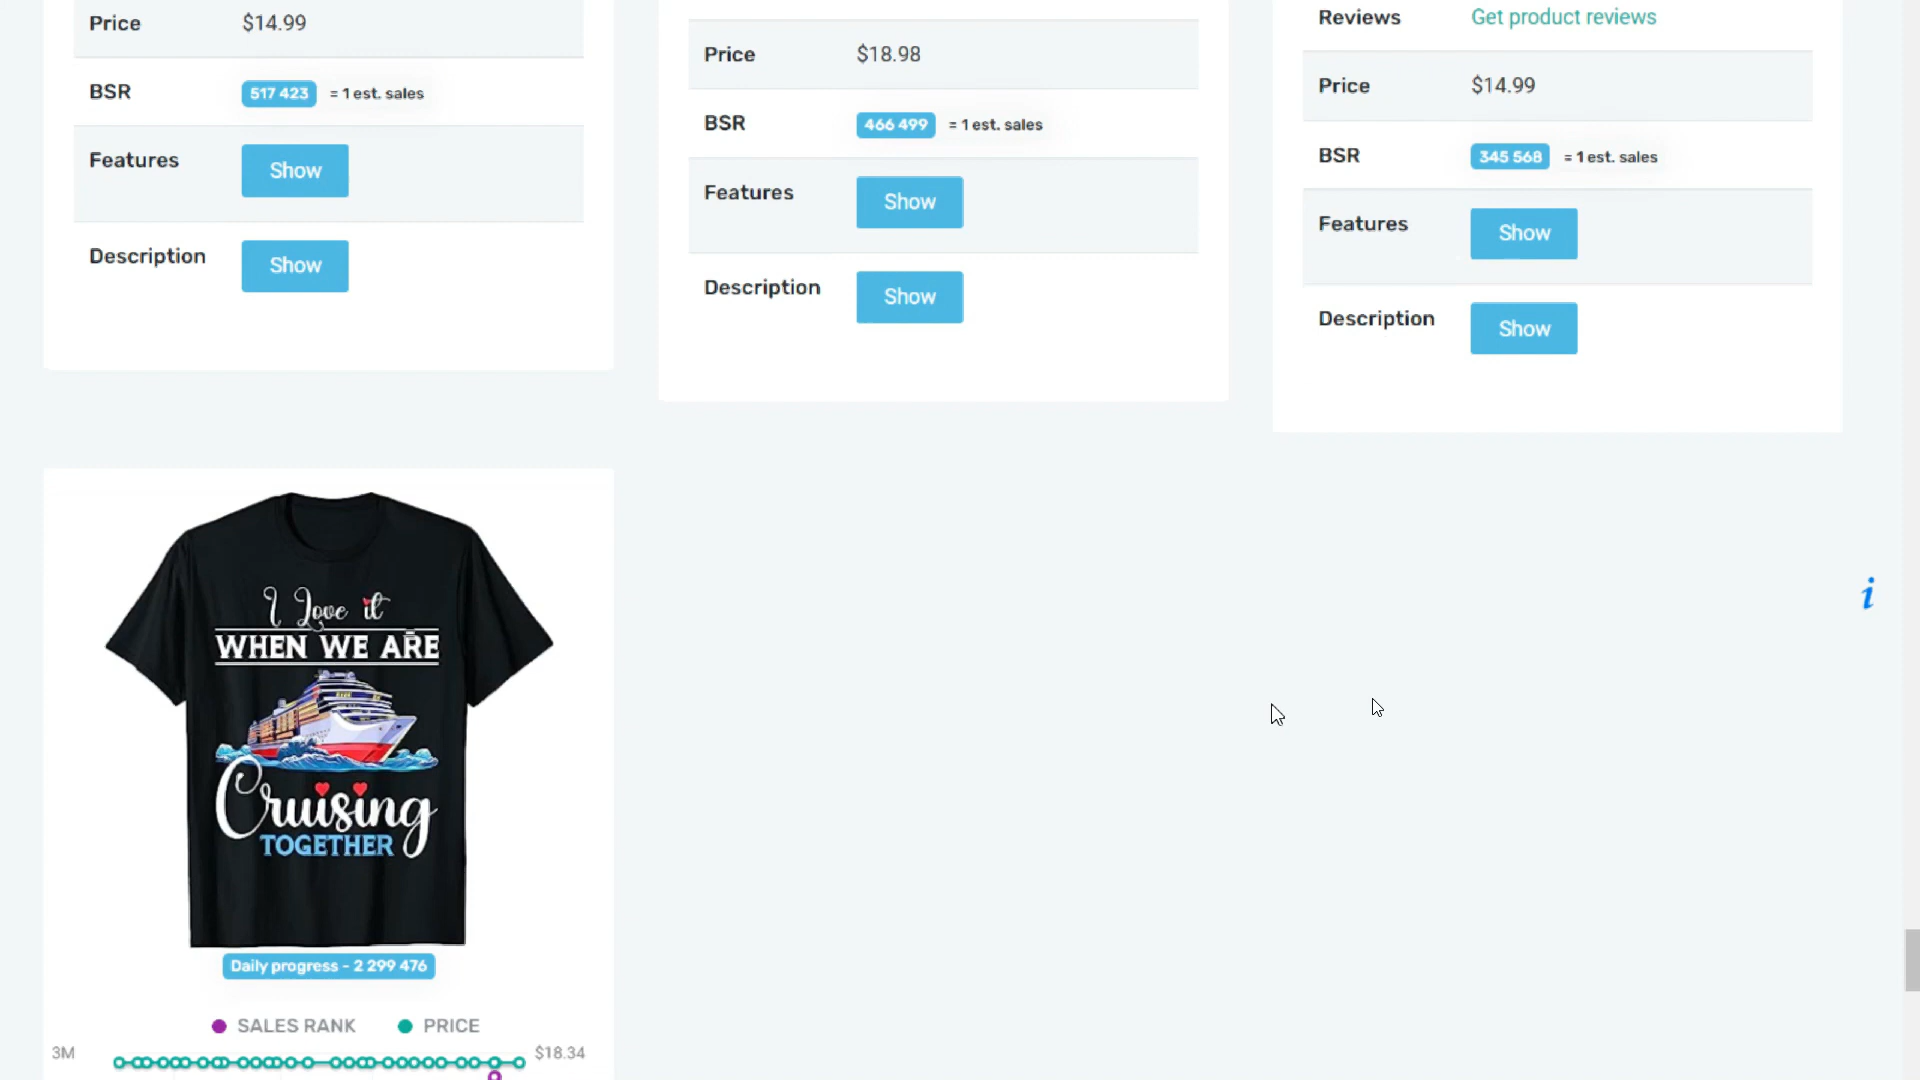 Price $14.99
BSR 517 423 = 1 est. sales
Features Show
Description Show
Price $18.98
BSR 466 499 = 1 est. sales
Features Show
Description Show
Reviews Get product reviews
Price $14.99
BSR 345 568 = 1 est. sales
Features Show
Description Show
I Love it
WHEN WE ARE
Cruising
TOGETHER
Daily progress - 2 299 476
SALES RANK PRICE
3M $18.34
i